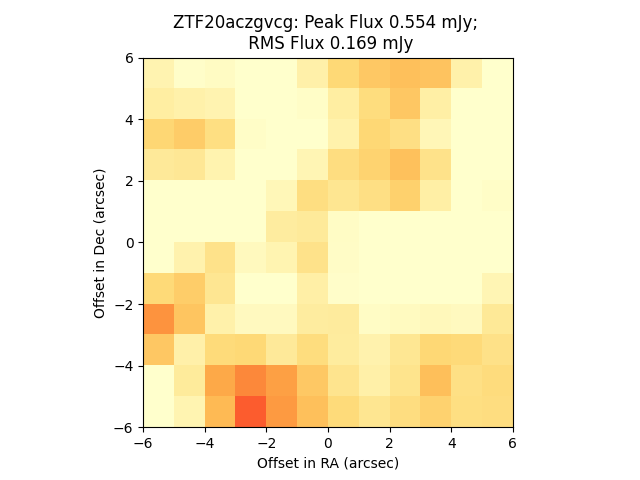 ZTF20aczgvcg: Peak Flux 0.554 mJy;
RMS Flux 0.169 mJy
6
4
2
0
−2
−4
−6
Offset in Dec (arcsec)
−6 −4 −2 0 2 4 6
Offset in RA (arcsec)